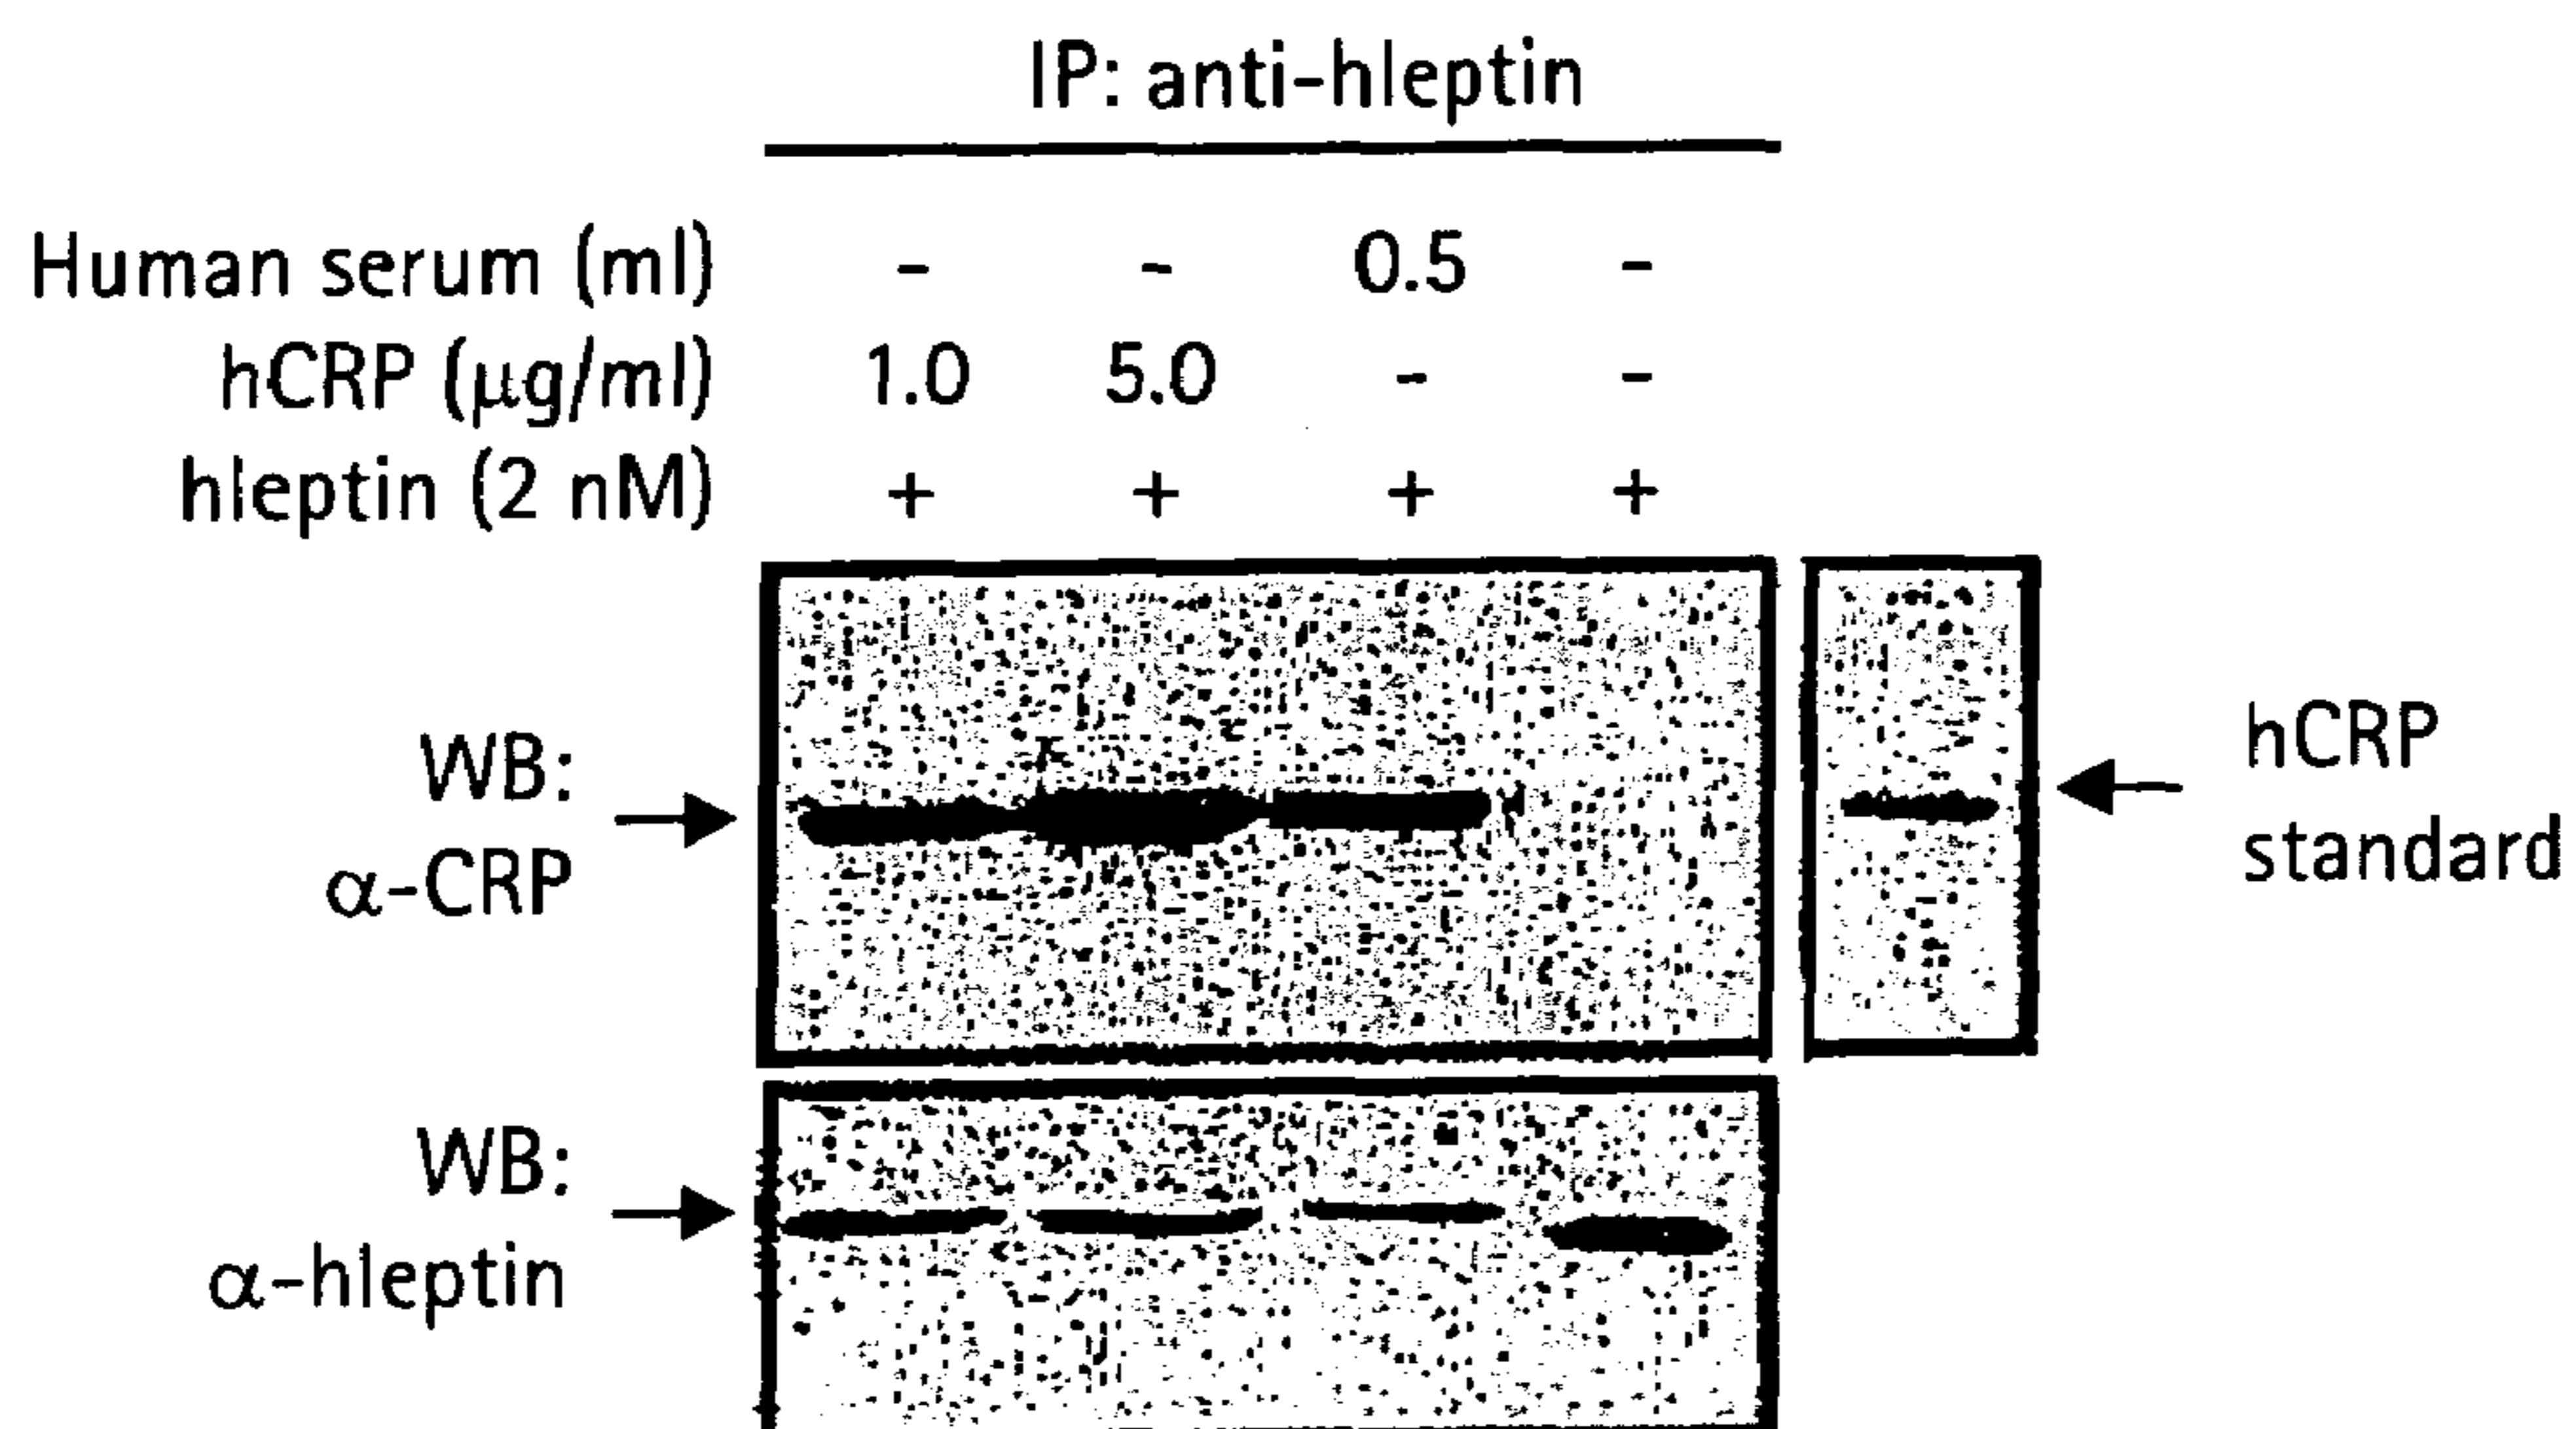 IP: anti-hleptin
Human serum (ml) - - 0.5 -
hCRP (µg/ml) 1.0 5.0 - -
hleptin (2 nM) + + + +
WB:
α-CRP
hCRP
standard
WB:
α-hleptin